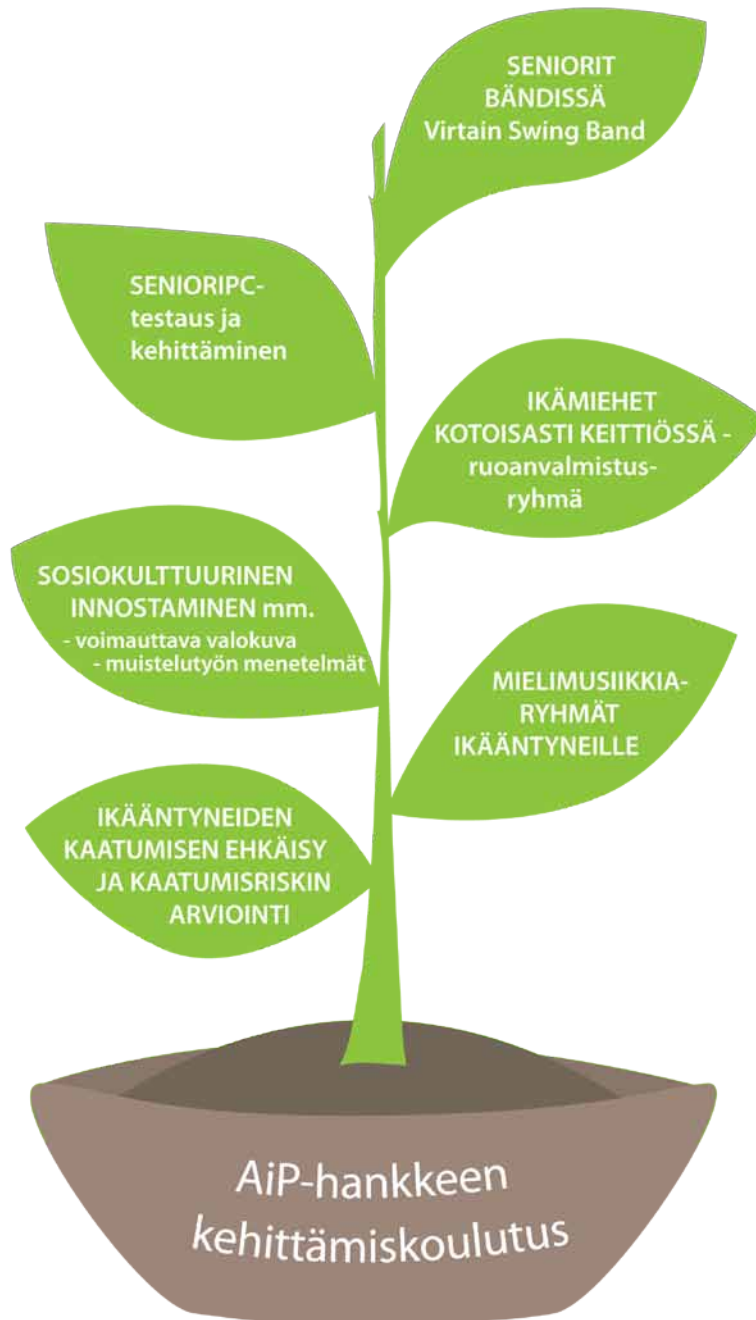 SENIORIT
BÄNDISSÄ
Virtain Swing Band
SENIORIPC-
testaus ja
kehittäminen
IKÄMIEHET
KOTOISASTI KEITTIÖSSÄ -
ruoanvalmistus-
ryhmä
SOSIOKULTTUURINEN
INNOSTAMINEN mm.
- voimauttava valokuva
- muistelutyön menetelmät
MIELIMUSIIKKIA-
RYHMÄT
IKÄÄNTYNEILLE
IKÄÄNTYNEIDEN
KAATUMISEN EHKÄISY
JA KAATUMISRISKIN
ARVIOINTI
AiP-hankkeen
kehittämiskoulutus